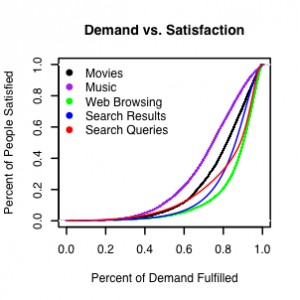 Demand vs. Satisfaction
Percent of People Satisfied
1.0
0.8
0.6
0.4
0.2
0.0
Movies
Music
Web Browsing
Search Results
Search Queries
0.0 0.2 0.4 0.6 0.8 1.0
Percent of Demand Fulfilled